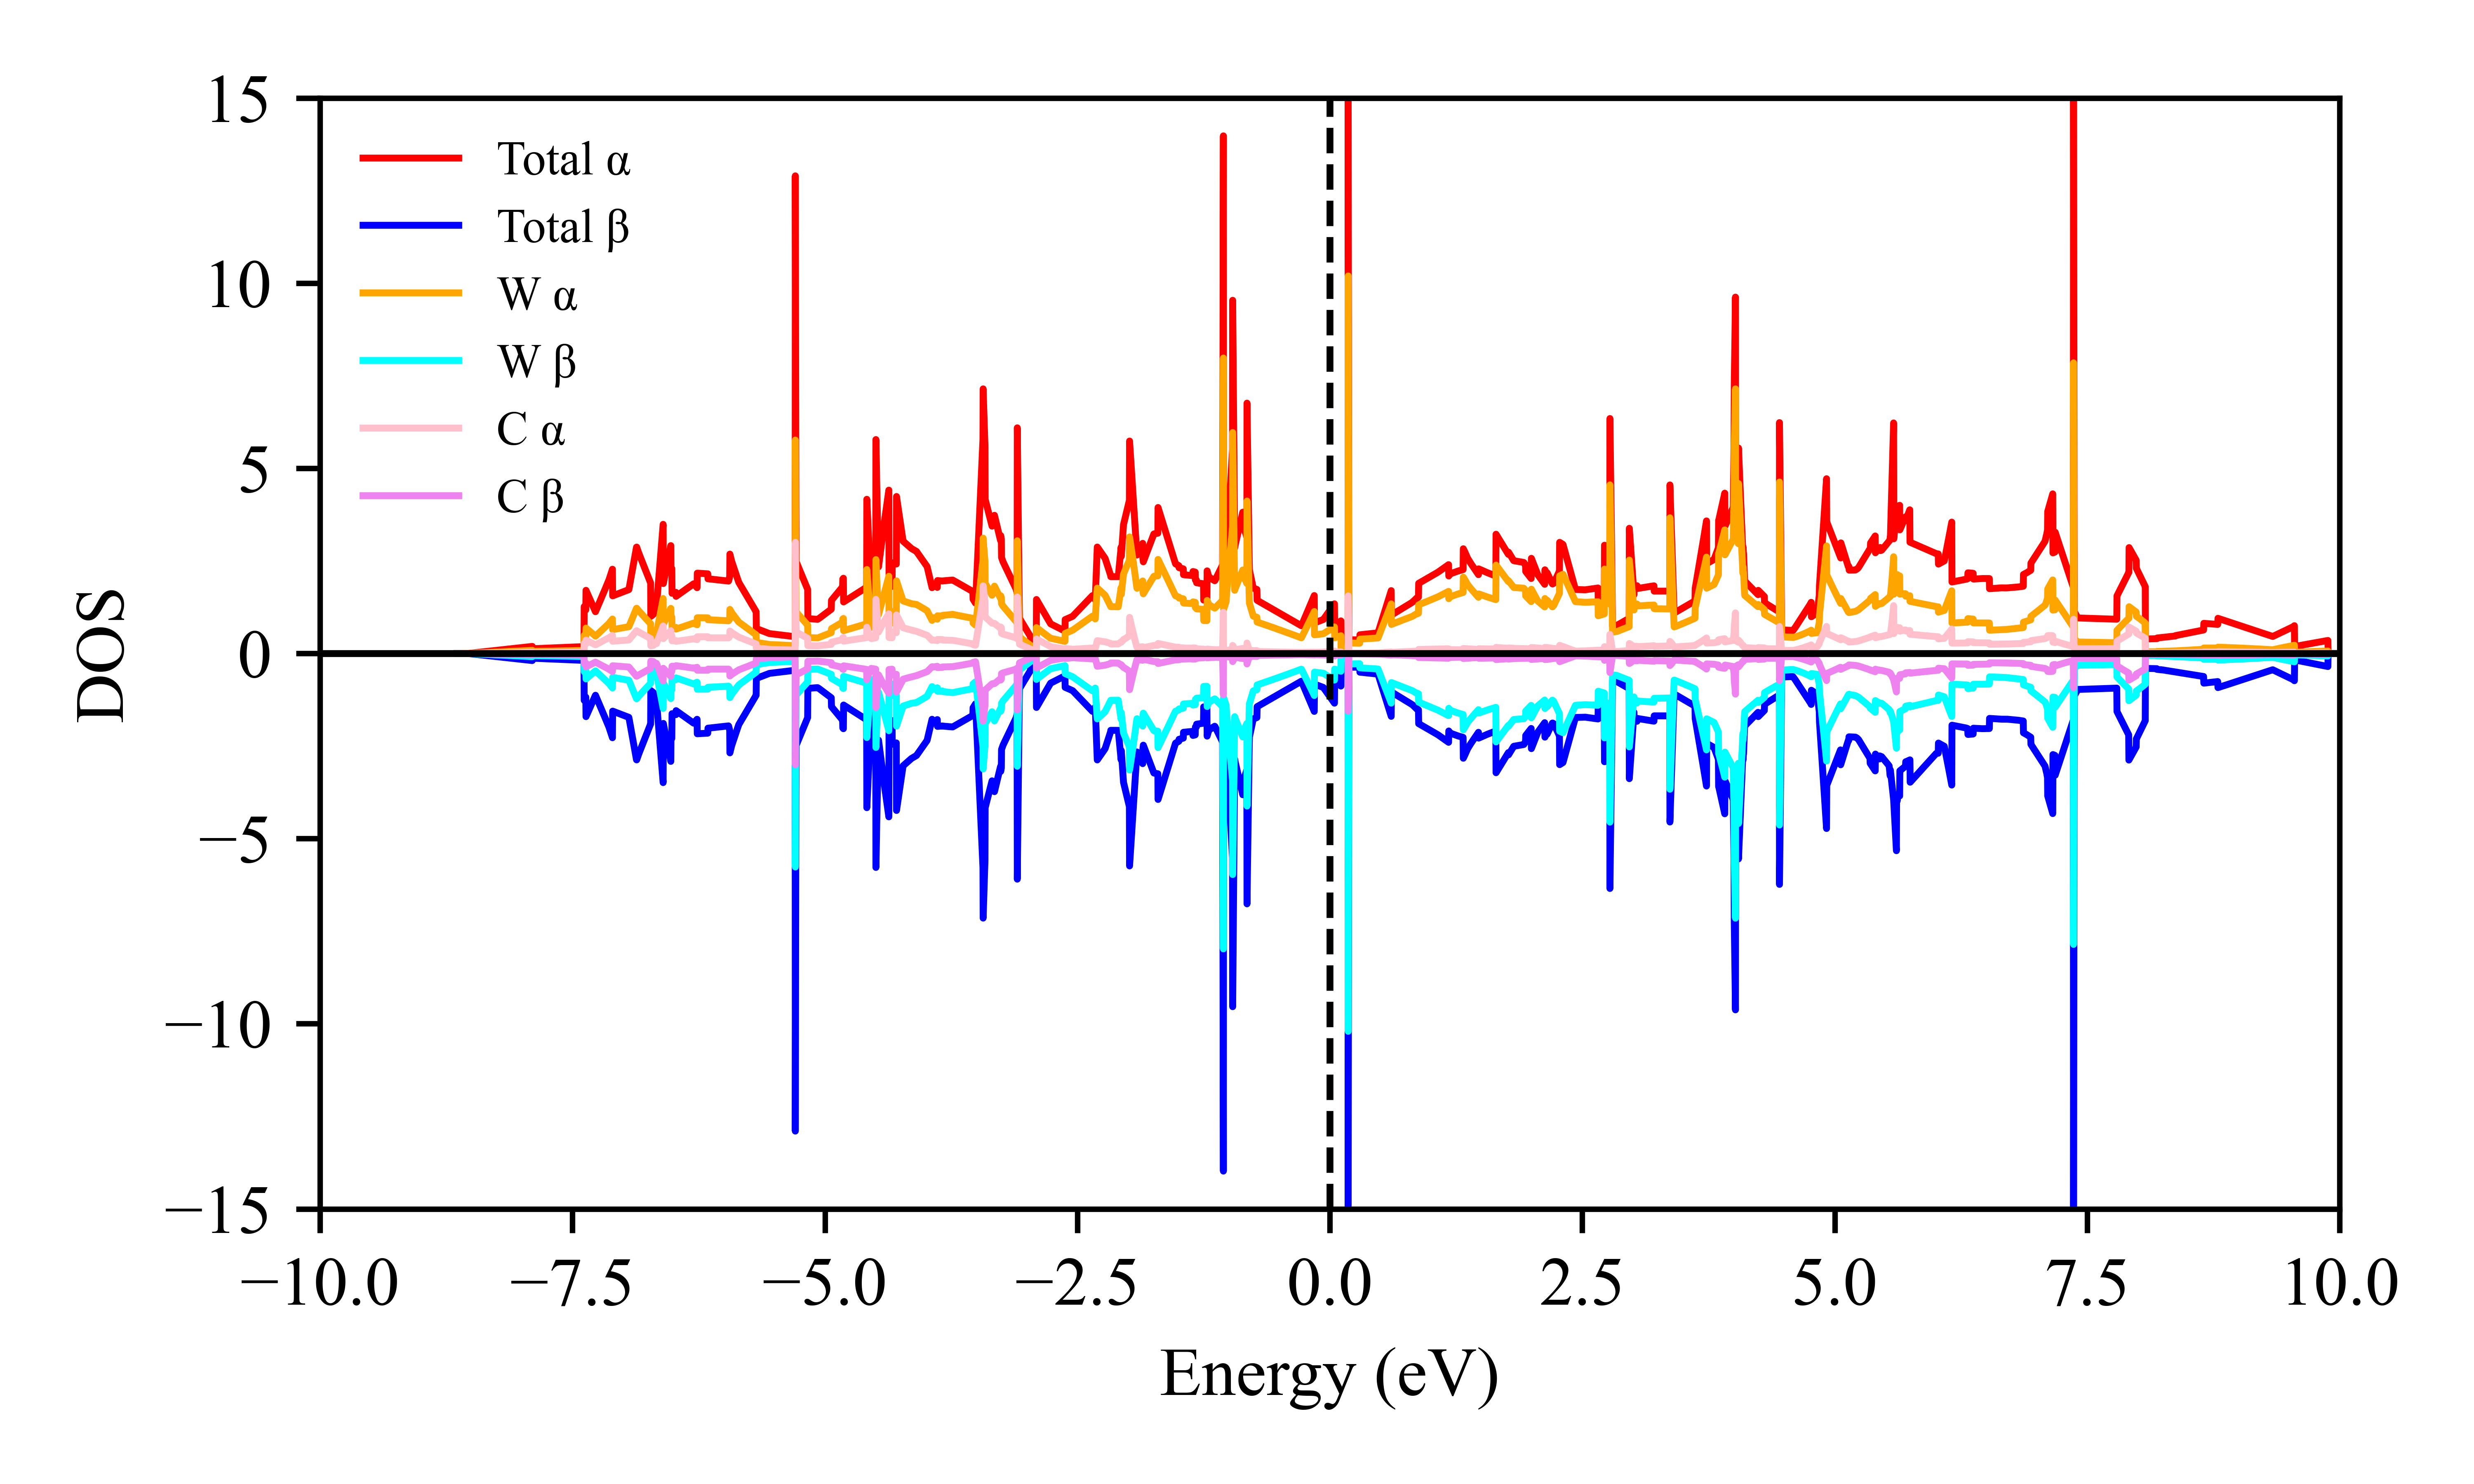 15
10
5
0
−5
−10
−15
DOS
Total α
Total β
W α
W β
C α
C β
−10.0 −7.5 −5.0 −2.5 0.0 2.5 5.0 7.5 10.0
Energy (eV)